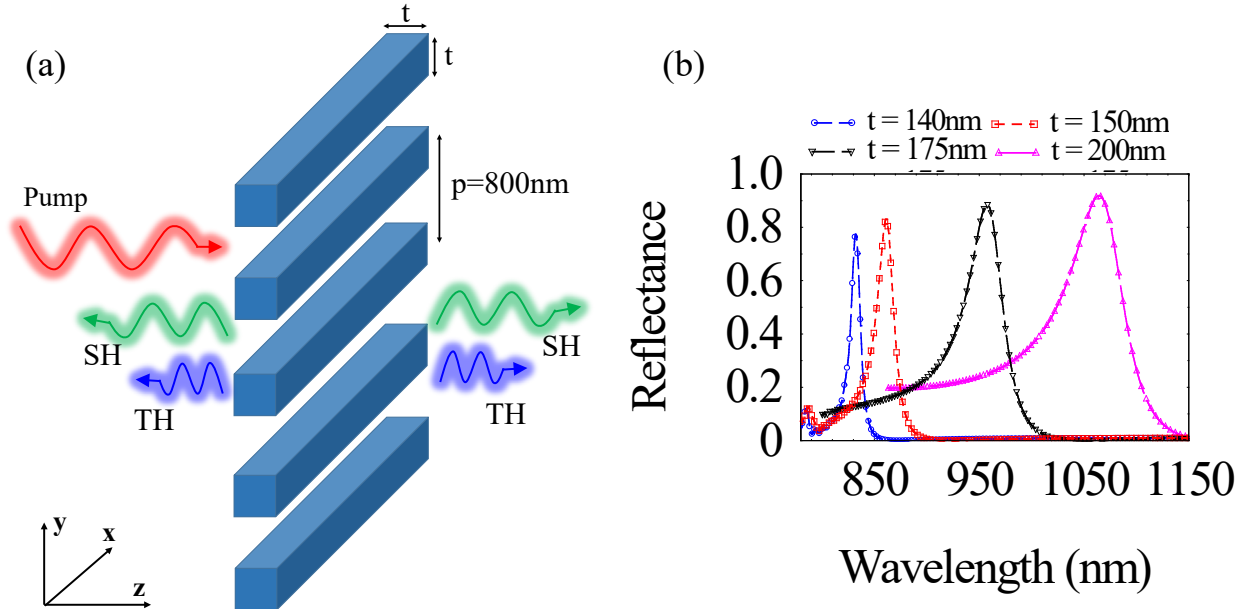 (a)
t
t
p=800nm
Pump
SH
TH
SH
TH
y
x
z
(b)
t = 140nm
t = 150nm
t = 175nm
t = 200nm
1.0
0.8
0.6
0.4
0.2
0
Reflectance
850 950 1050 1150
Wavelength (nm)